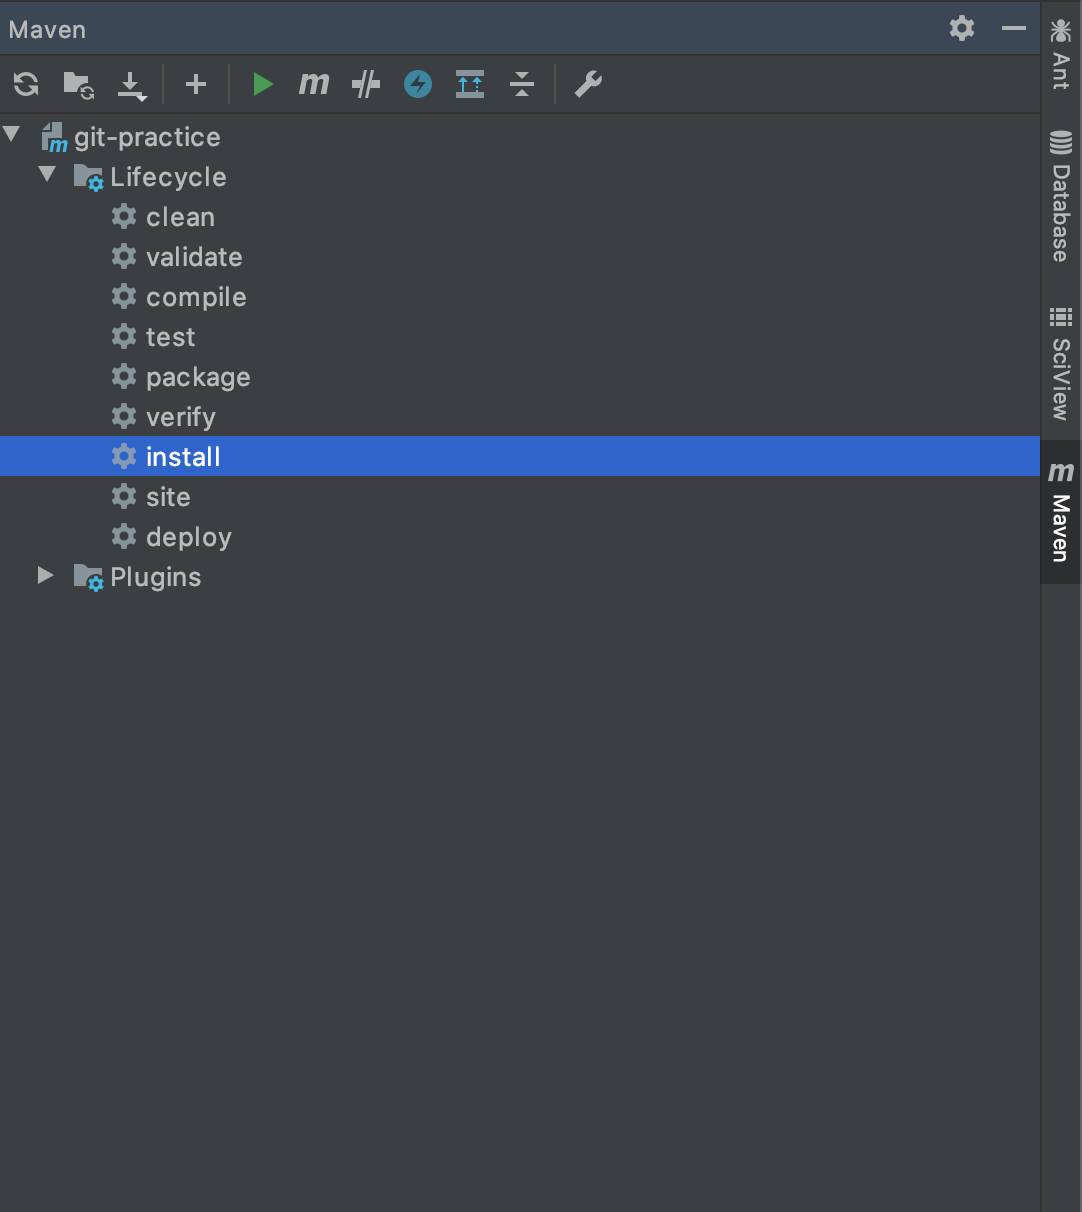 Maven
m
m git-practice
Lifecycle
clean
validate
compile
test
package
verify
install
site
deploy
Plugins
Ant
Database
SciView
m Maven